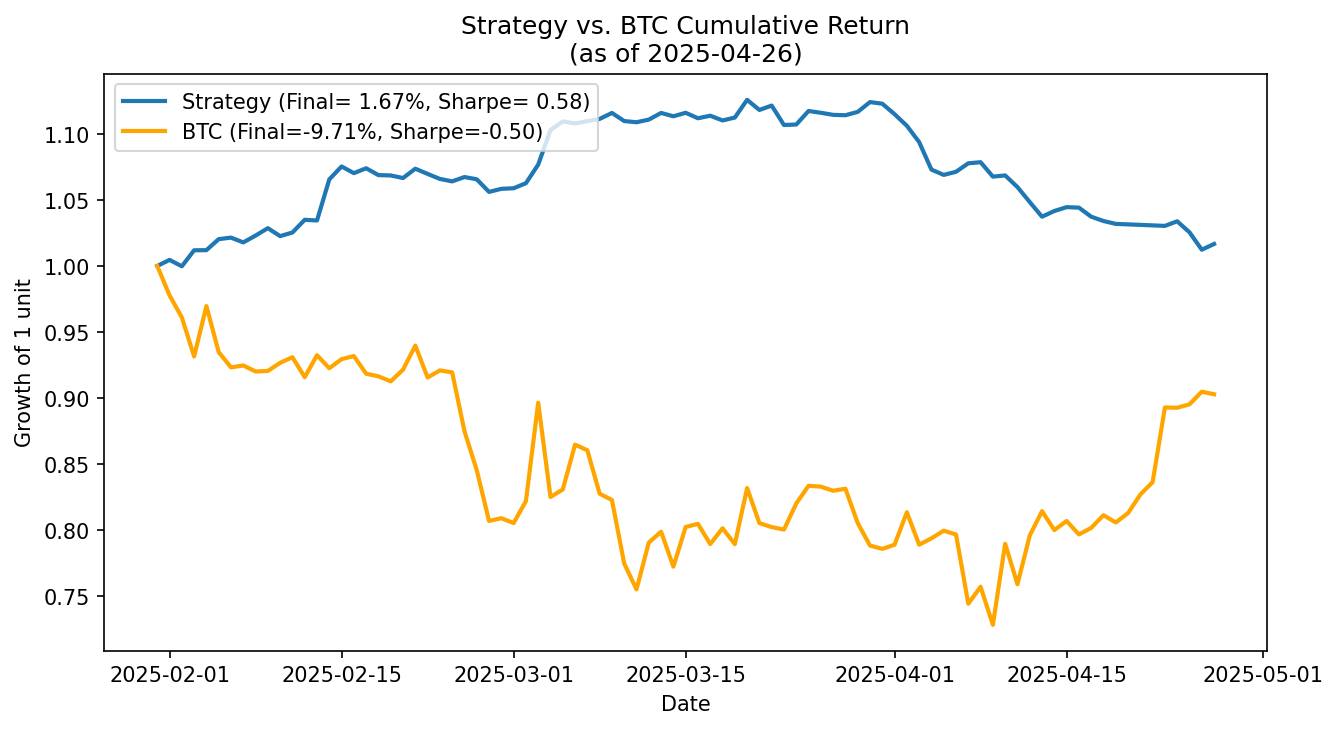 Strategy vs. BTC Cumulative Return
(as of 2025-04-26)
Strategy (Final= 1.67%, Sharpe= 0.58)
BTC (Final=-9.71%, Sharpe=-0.50)
Growth of 1 unit
1.10
1.05
1.00
0.95
0.90
0.85
0.80
0.75
2025-02-01
2025-02-15
2025-03-01
2025-03-15
2025-04-01
2025-04-15
2025-05-01
Date